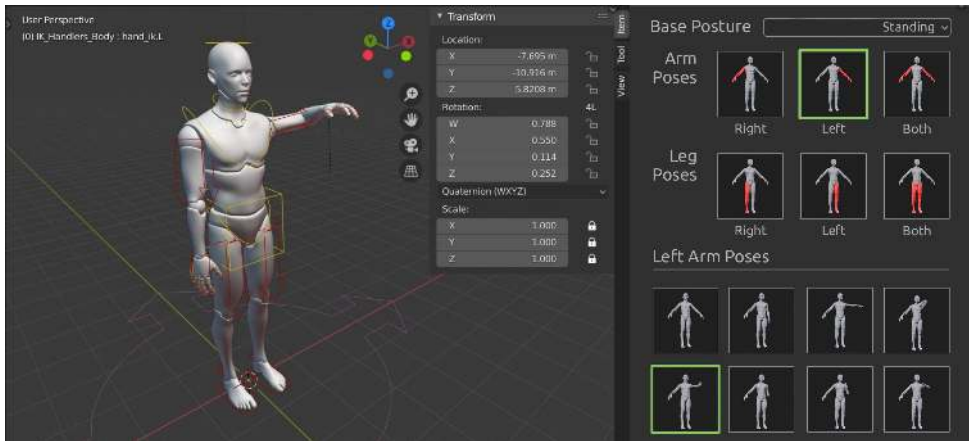 User Perspective
(0) IK_Handlers_Body : hand_ik.L
Z
Y
X
Transform
Location:
X -7.695 m
Y -10.916 m
Z 5.8208 m
Rotation: 4L
W 0.788
X 0.550
Y 0.114
Z 0.252
Quaternion (WXYZ)
Scale:
X 1.000
Y 1.000
Z 1.000
Item
Tool
View
Base Posture Standing
Arm
Poses
Right Left Both
Leg
Poses
Right Left Both
Left Arm Poses